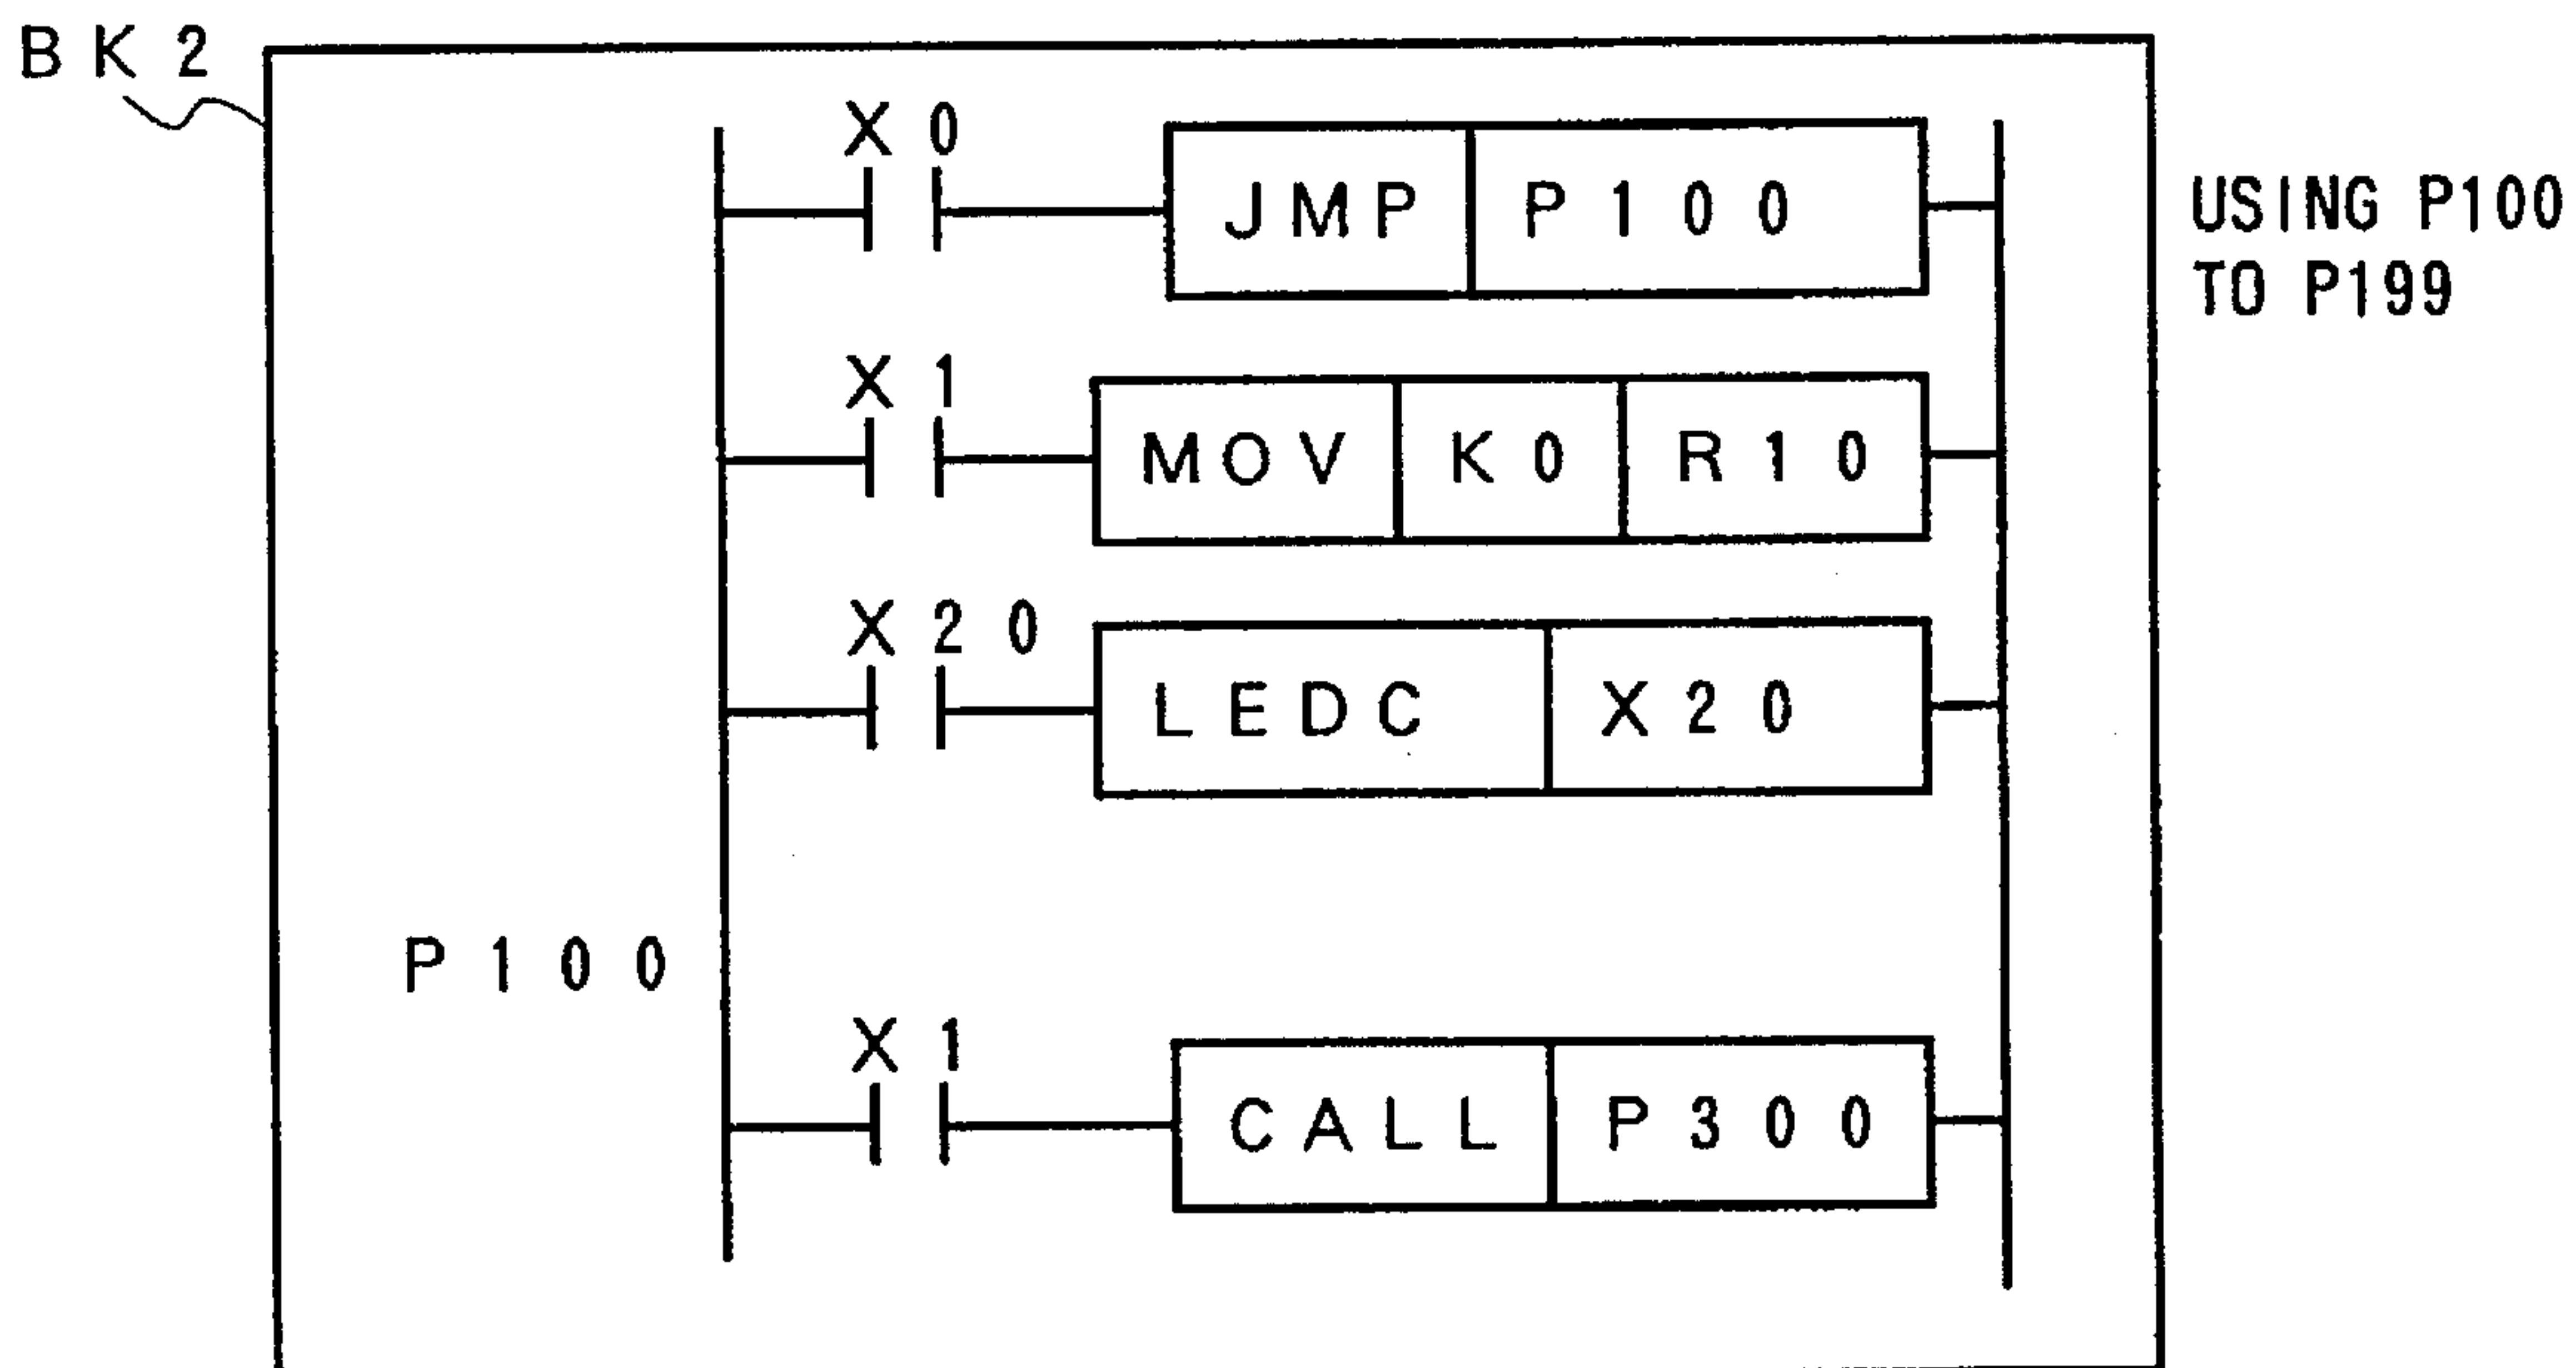 BK2
X0
JMP P100
USING P100
TO P199
X1
MOV K0 R10
X20
LEDC X20
P100
X1
CALL P300